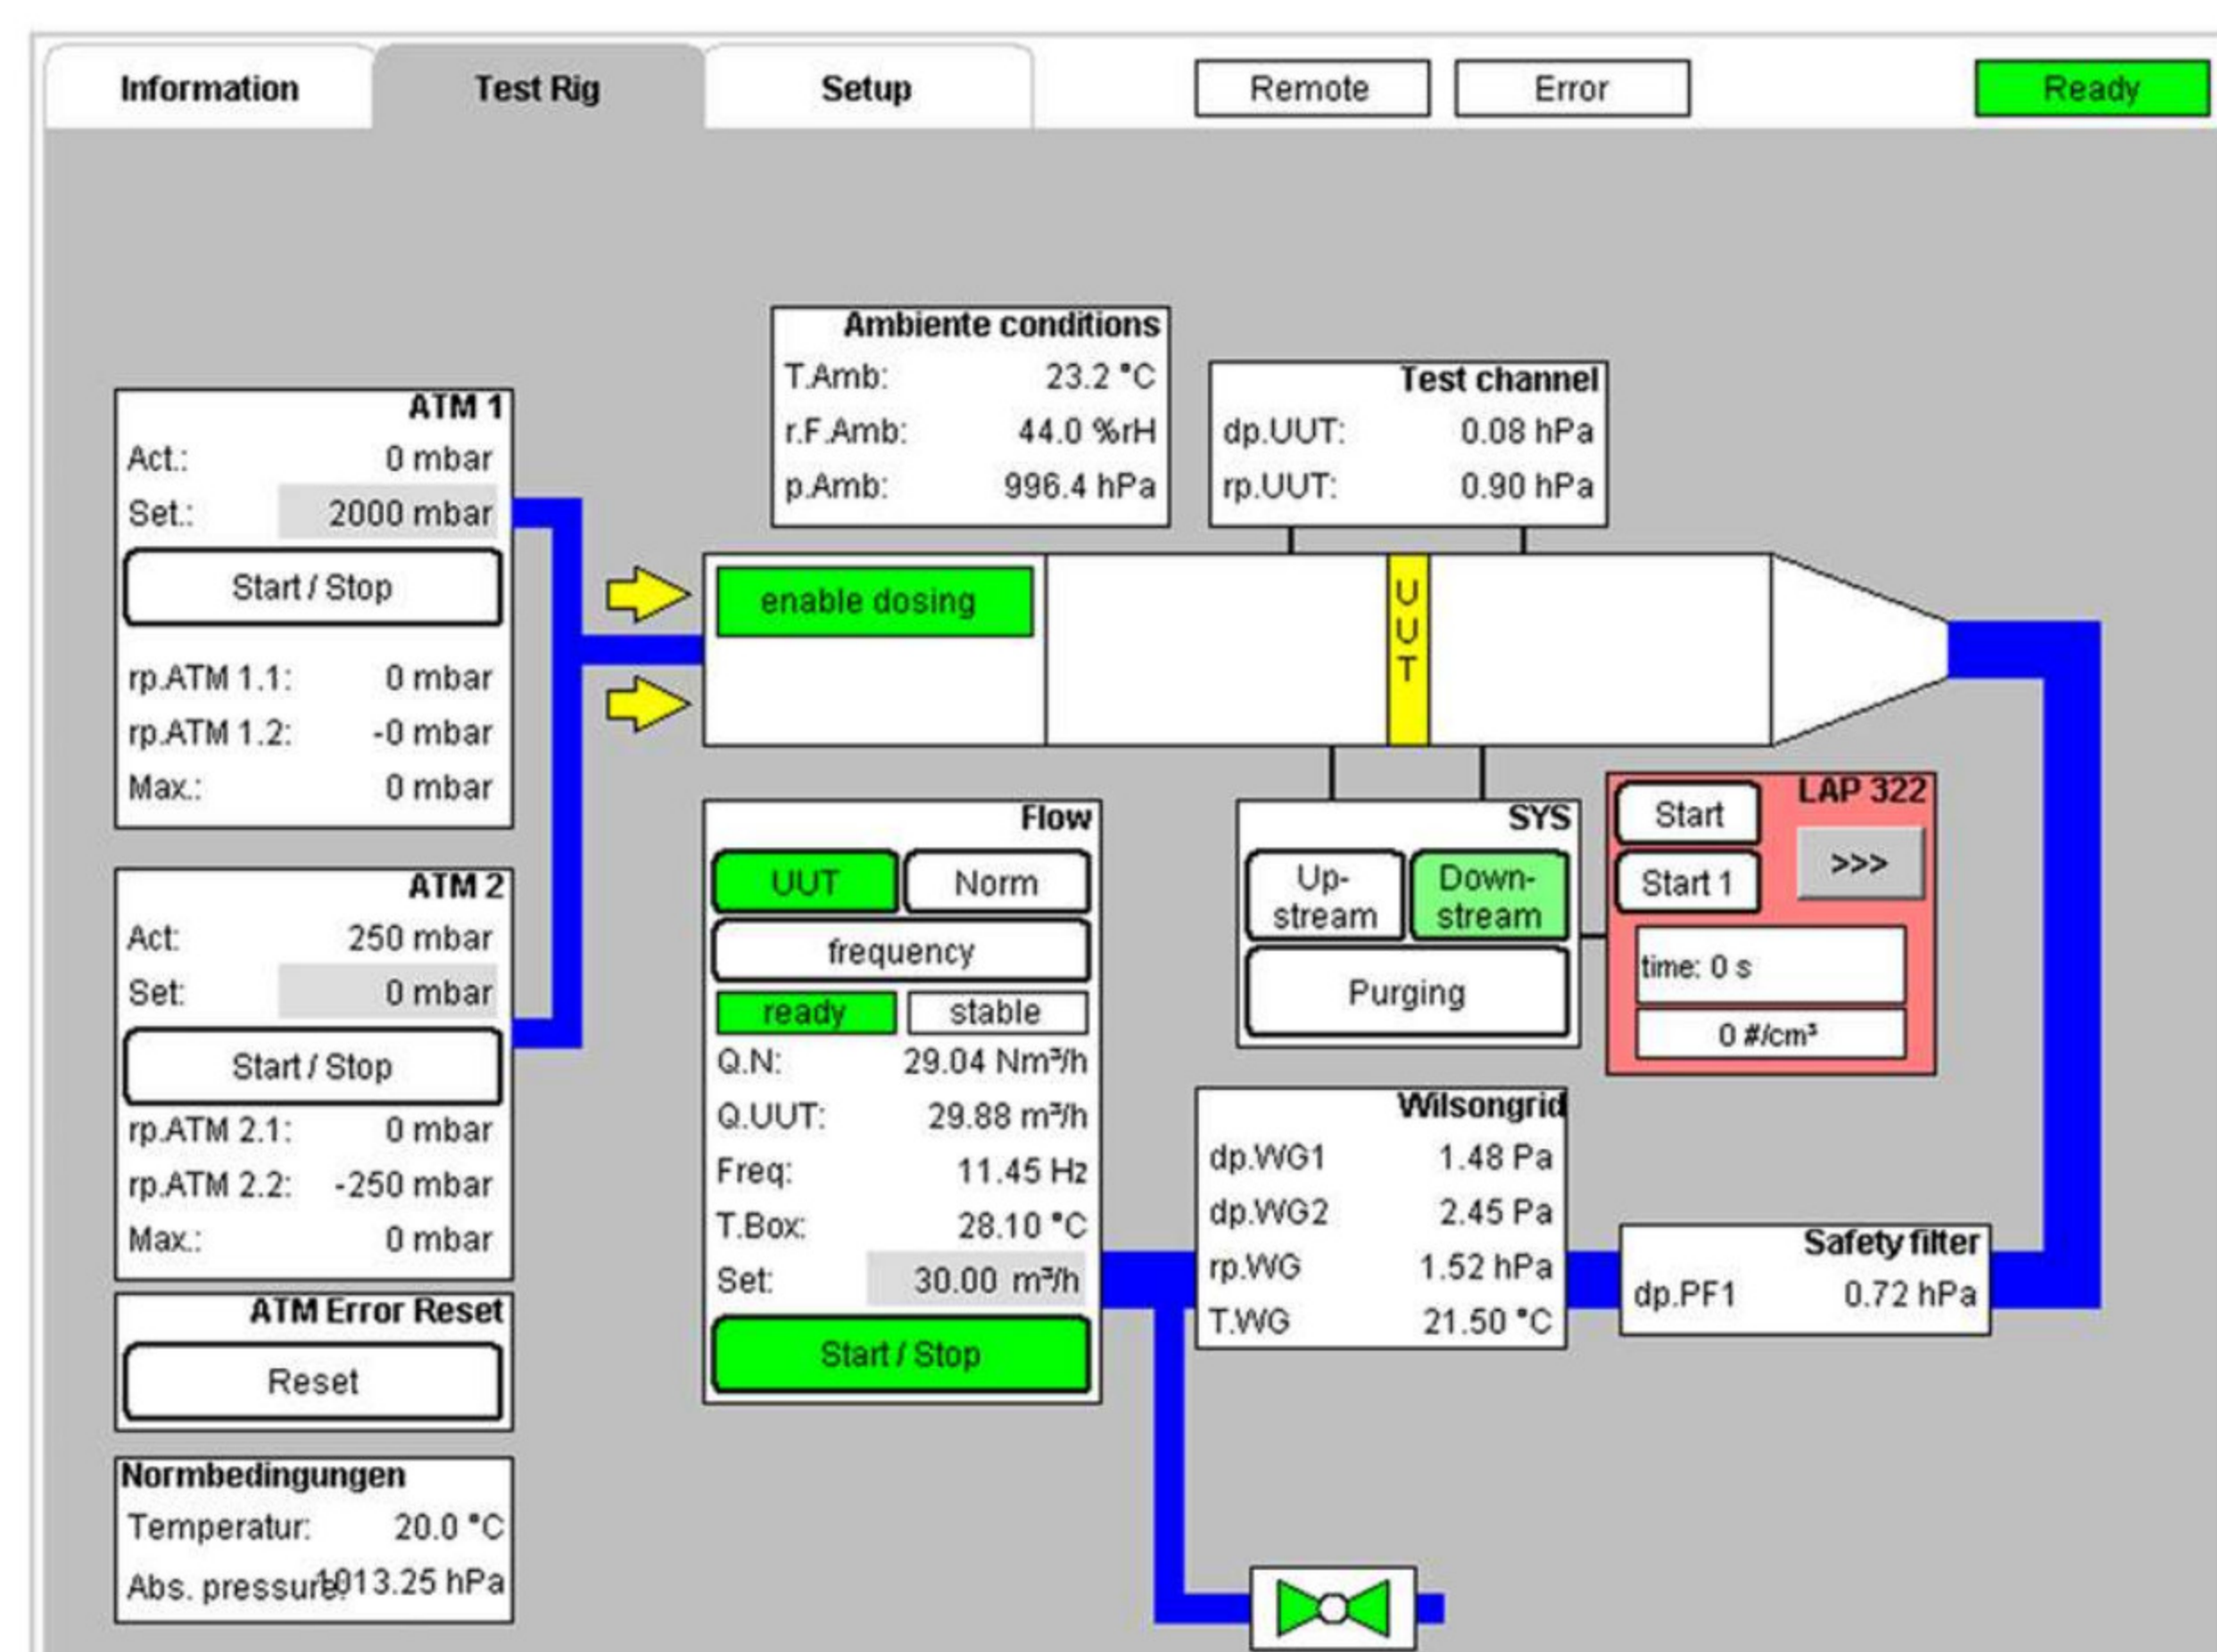 Information Test Rig Setup Remote Error Ready
Ambiente conditions
T.Amb: 23.2 °C
r.F.Amb: 44.0 %rH
p.Amb: 996.4 hPa
Test channel
dp.UUT: 0.08 hPa
rp.UUT: 0.90 hPa
ATM 1
Act.: 0 mbar
Set.: 2000 mbar
Start / Stop
rp.ATM 1.1: 0 mbar
rp.ATM 1.2: -0 mbar
Max.: 0 mbar
enable dosing
U
U
T
ATM 2
Act: 250 mbar
Set: 0 mbar
Start / Stop
rp.ATM 2.1: 0 mbar
rp.ATM 2.2: -250 mbar
Max.: 0 mbar
ATM Error Reset
Reset
Normbedingungen
Temperatur: 20.0 °C
Abs. pressure: 1013.25 hPa
Flow
UUT Norm
frequency
ready stable
Q.N: 29.04 Nm³/h
Q.UUT: 29.88 m³/h
Freq: 11.45 Hz
T.Box: 28.10 °C
Set: 30.00 m³/h
Start / Stop
SYS
Up-
stream
Down-
stream
Purging
LAP 322
Start
>>>
Start 1
time: 0 s
0 #/cm³
Wilsongrid
dp.WG1 1.48 Pa
dp.WG2 2.45 Pa
rp.WG 1.52 hPa
T.WG 21.50 °C
Safety filter
dp.PF1 0.72 hPa